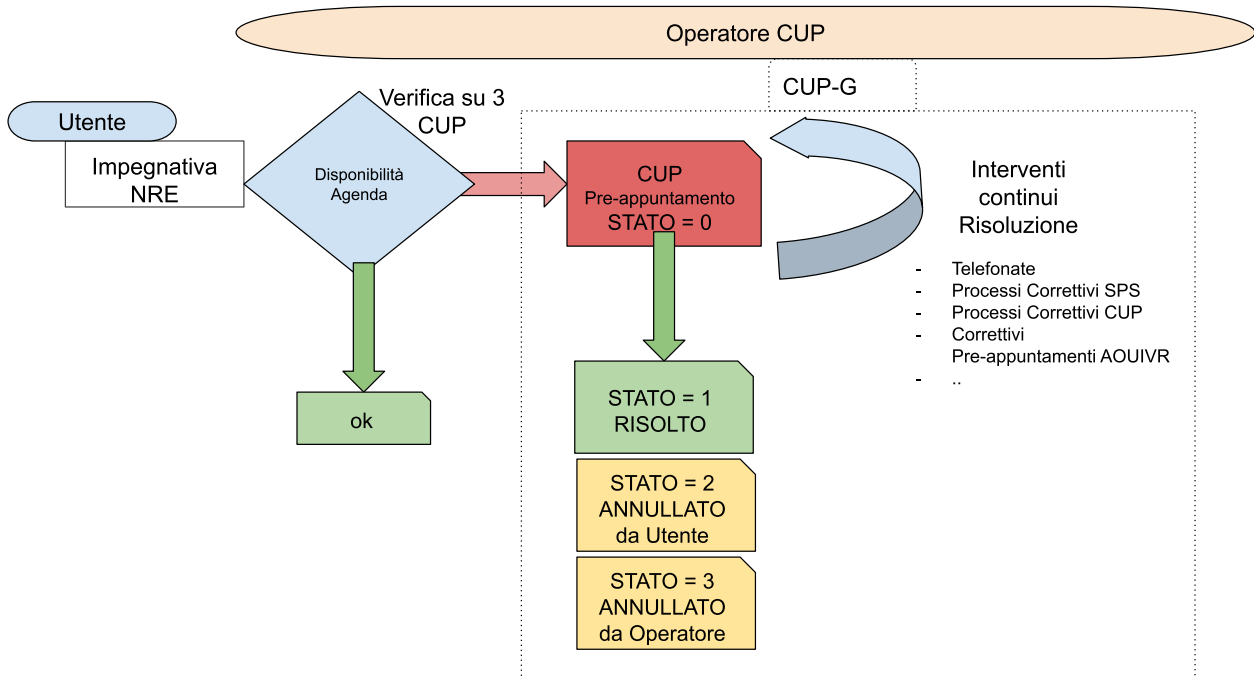 Operatore CUP
CUP-G
Utente
Impegnativa
NRE
Verifica su 3
CUP
Disponibilità
Agenda
ok
CUP
Pre-appuntamento
STATO = 0
STATO = 1
RISOLTO
STATO = 2
ANNULLATO
da Utente
STATO = 3
ANNULLATO
da Operatore
Interventi
continui
Risoluzione
- Telefonate
- Processi Correttivi SPS
- Processi Correttivi CUP
- Correttivi
Pre-appuntamenti AOUIVR
- ..